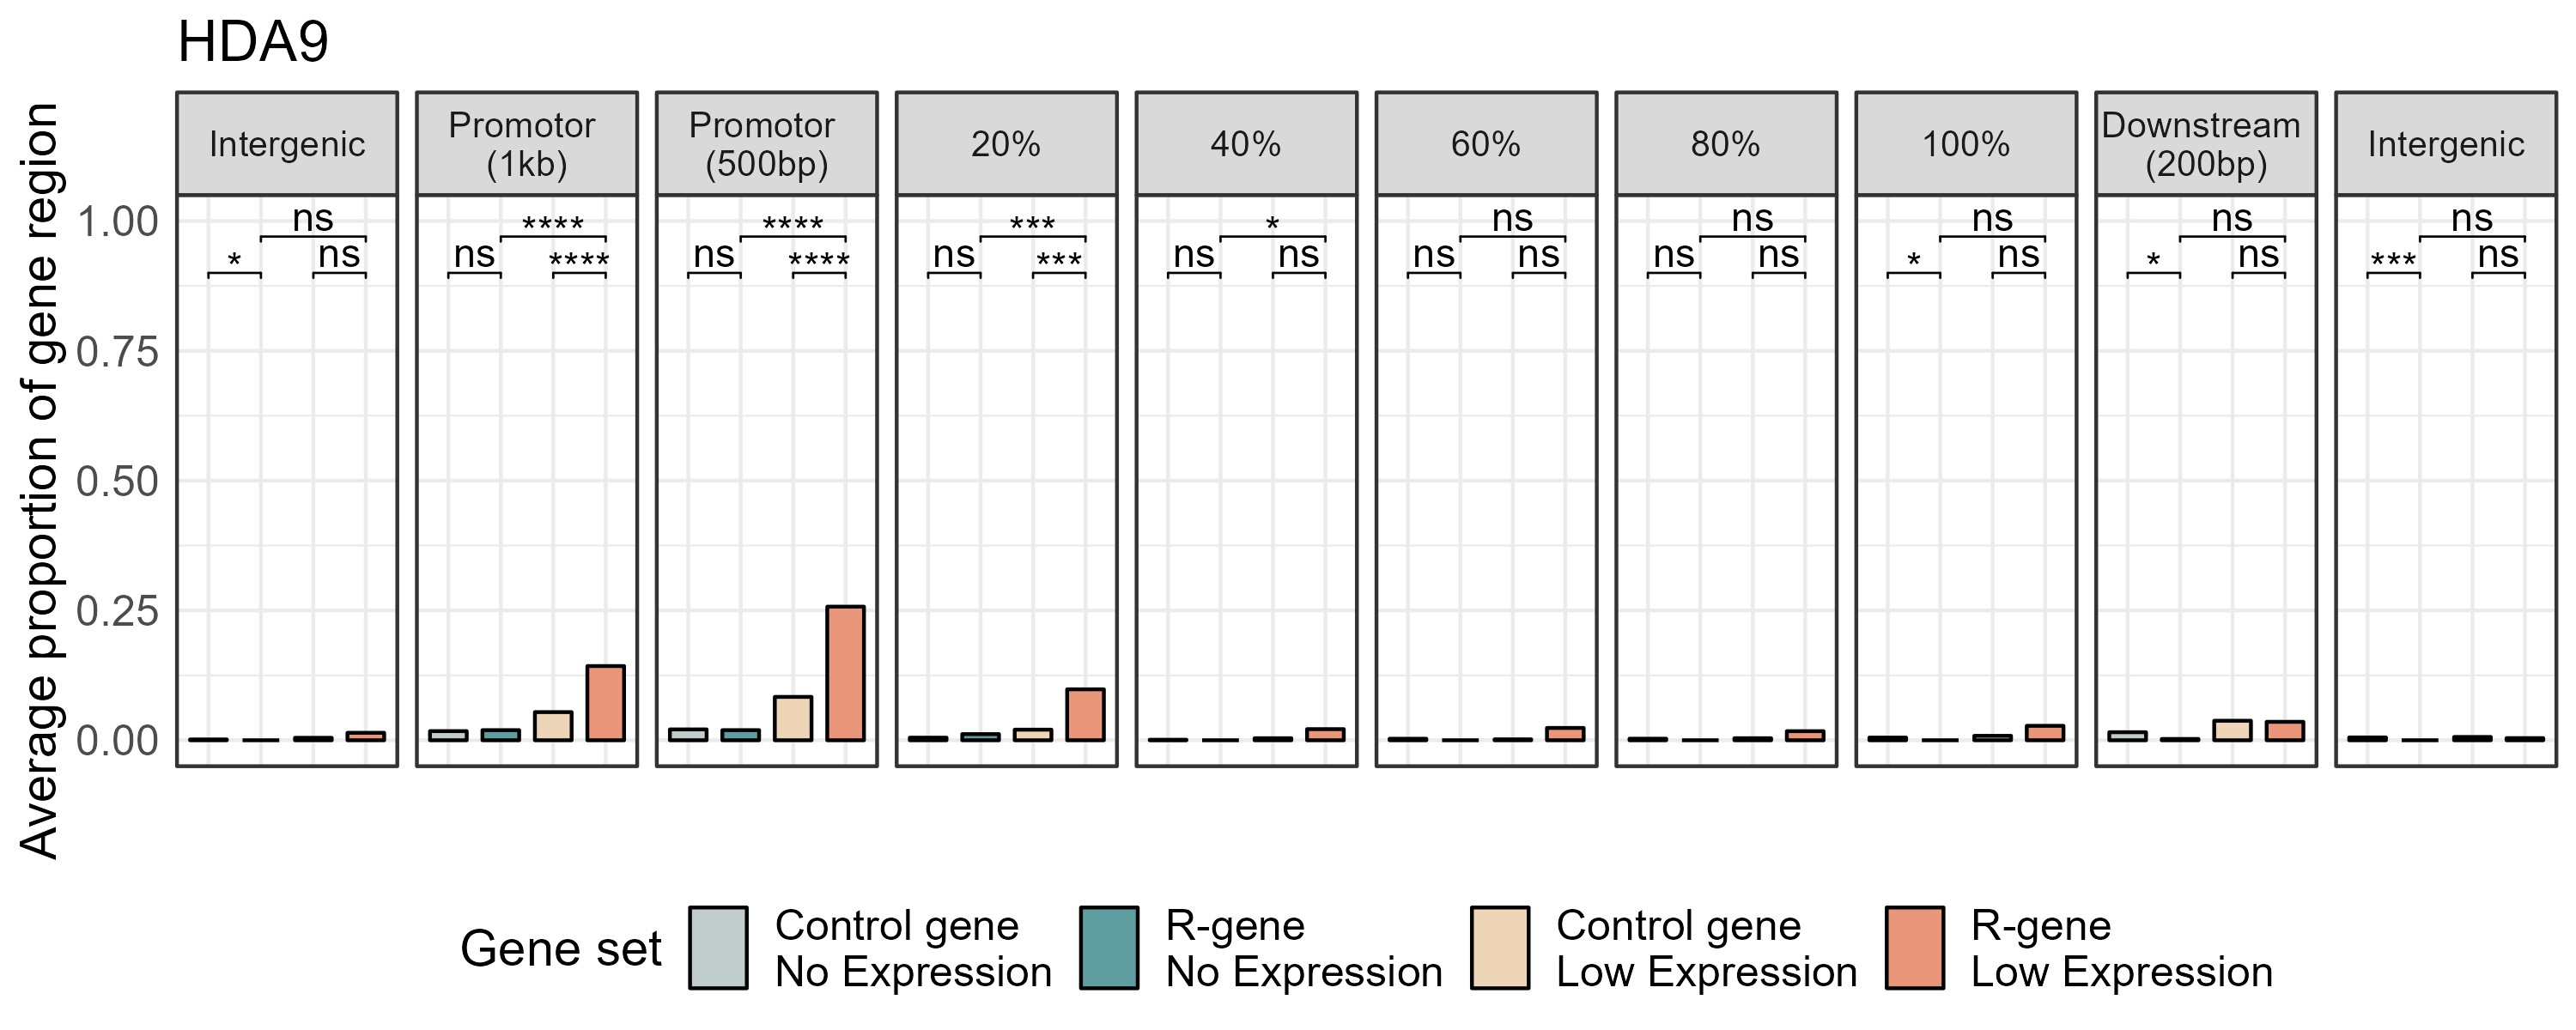 HDA9
Intergenic
Promotor
(1kb)
Promotor
(500bp)
20%
40%
60%
80%
100%
Downstream
(200bp)
Intergenic
Average proportion of gene region
1.00
0.75
0.50
0.25
0.00
ns
* ns
****
ns ****
****
ns ****
***
ns ***
*
ns ns
ns
ns ns
ns
ns ns
ns
* ns
ns
* ns
ns
*** ns
Gene set
Control gene
No Expression
R-gene
No Expression
Control gene
Low Expression
R-gene
Low Expression